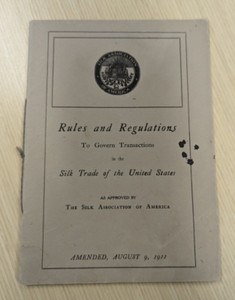 Rules and Regulations
To Govern Transactions
in the
Silk Trade of the United States
AS APPROVED BY
THE SILK ASSOCIATION OF AMERICA
AMENDED, AUGUST 9, 1911